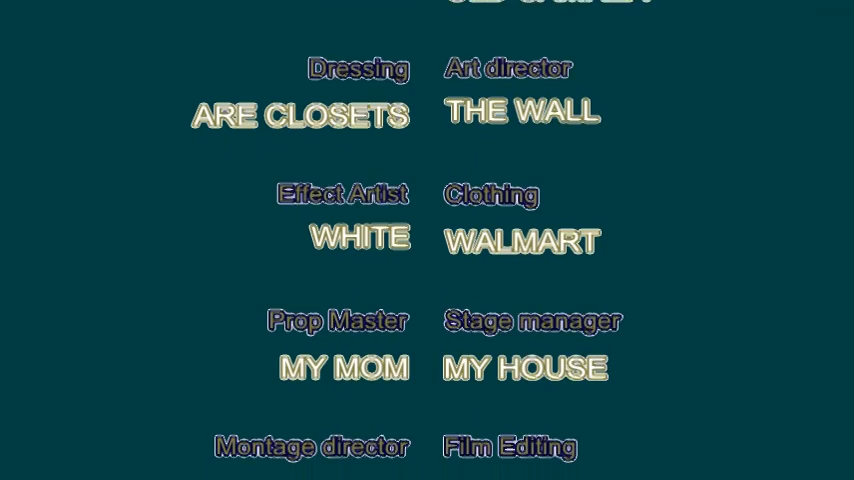 Dressing Art director
ARE CLOSETS THE WALL
Effect Artist Clothing
WHITE WALMART
Prop Master Stage manager
MY MOM MY HOUSE
Montage director Film Editing